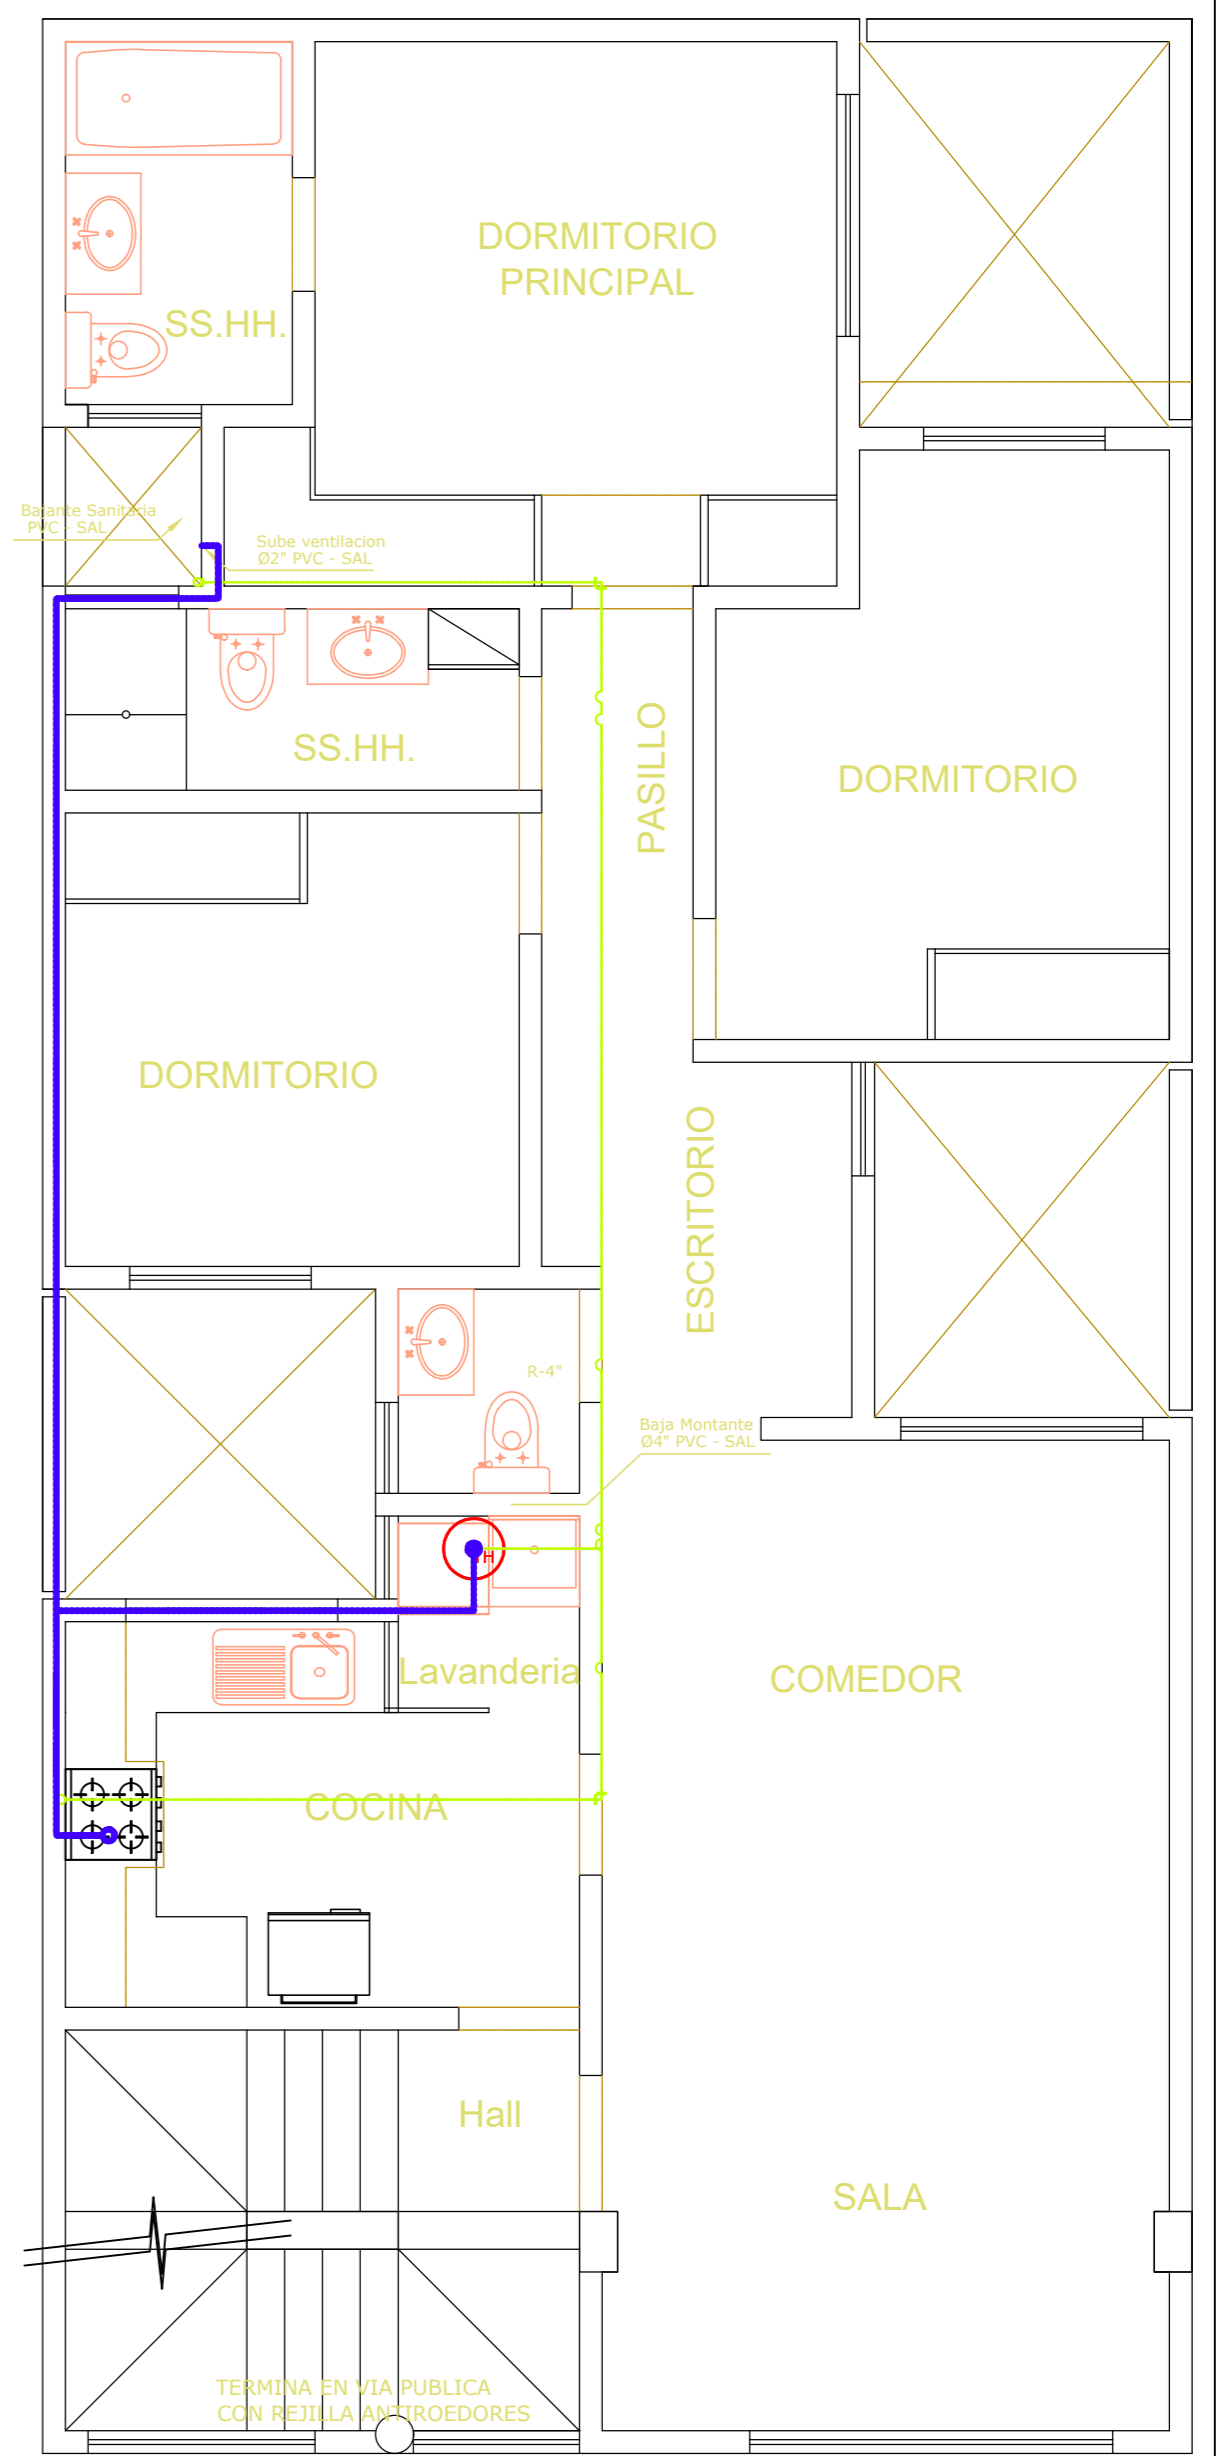 DORMITORIO
PRINCIPAL
SS.HH.
Bajante Sanitaria
PVC - SAL
Sube ventilacion
Ø2" PVC - SAL
SS.HH.
PASILLO
DORMITORIO
DORMITORIO
ESCRITORIO
R-4"
Baja Montante
Ø4" PVC - SAL
Lavanderia
COMEDOR
COCINA
Hall
SALA
TERMINA EN VIA PUBLICA
CON REJILLA ANTIROEDORES